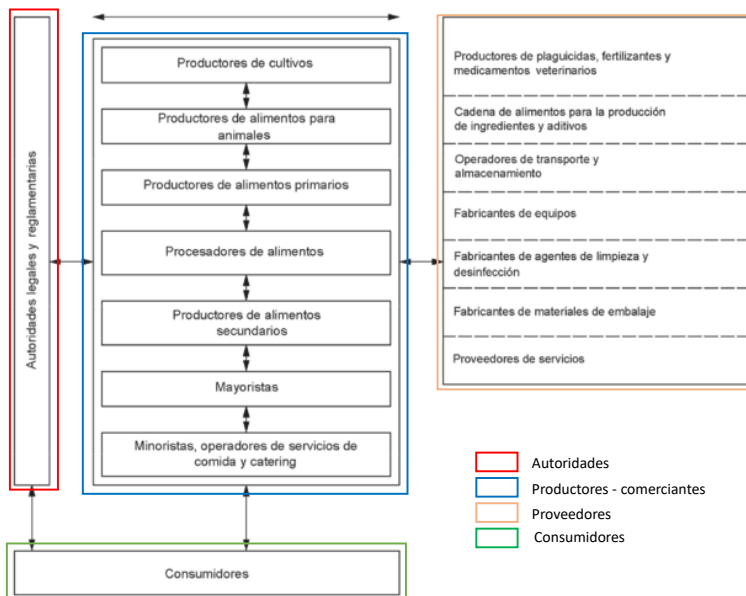 Autoridades legales y reglamentarias
Productores de cultivos
Productores de alimentos para
animales
Productores de alimentos primarios
Procesadores de alimentos
Productores de alimentos
secundarios
Mayoristas
Minoristas, operadores de servicios de
comida y catering
Productores de plaguicidas, fertilizantes y
medicamentos veterinarios
Cadena de alimentos para la producción
de ingredientes y aditivos
Operadores de transporte y
almacenamiento
Fabricantes de equipos
Fabricantes de agentes de limpieza y
desinfección
Fabricantes de materiales de embalaje
Proveedores de servicios
Autoridades
Productores - comerciantes
Proveedores
Consumidores
Consumidores